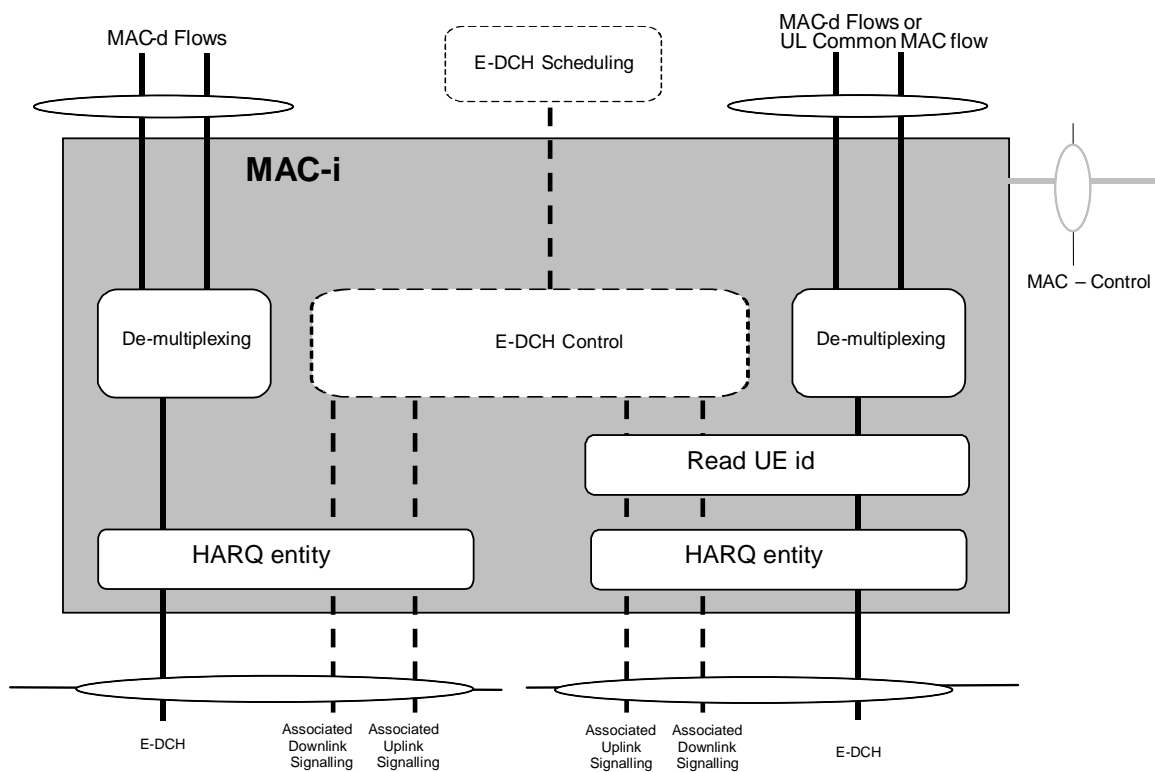 MAC-d Flows
E-DCH Scheduling
MAC-d Flows or
UL Common MAC flow
MAC-i
MAC – Control
De-multiplexing
E-DCH Control
De-multiplexing
Read UE id
HARQ entity
HARQ entity
E-DCH
Associated
Downlink
Signalling
Associated
Uplink
Signalling
Associated
Uplink
Signalling
Associated
Downlink
Signalling
E-DCH